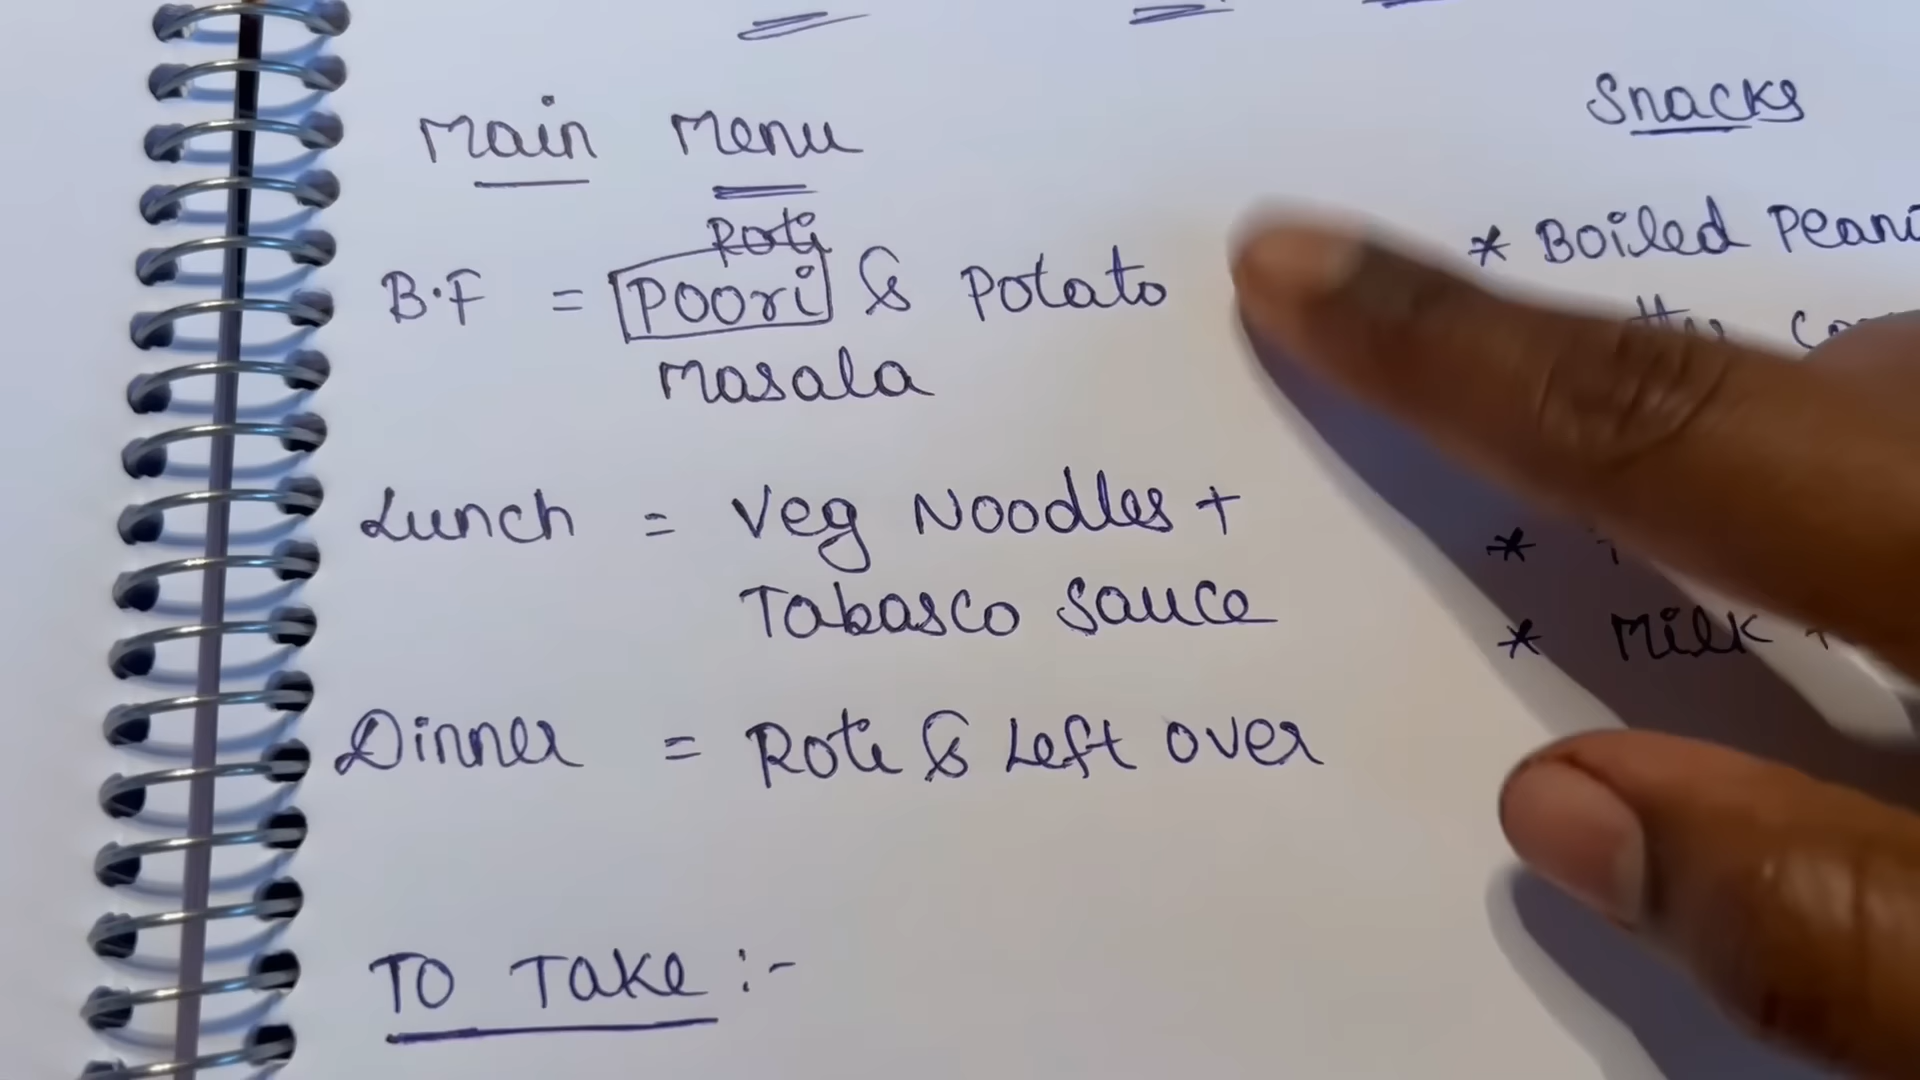 Main Menu
Snacks
Roti
B.F = Poori & Potato
Masala
* Boiled
Lunch = Veg Noodles +
Tabasco Sauce
*
* Milk +
Dinner = Roti & Left over
To Take :-